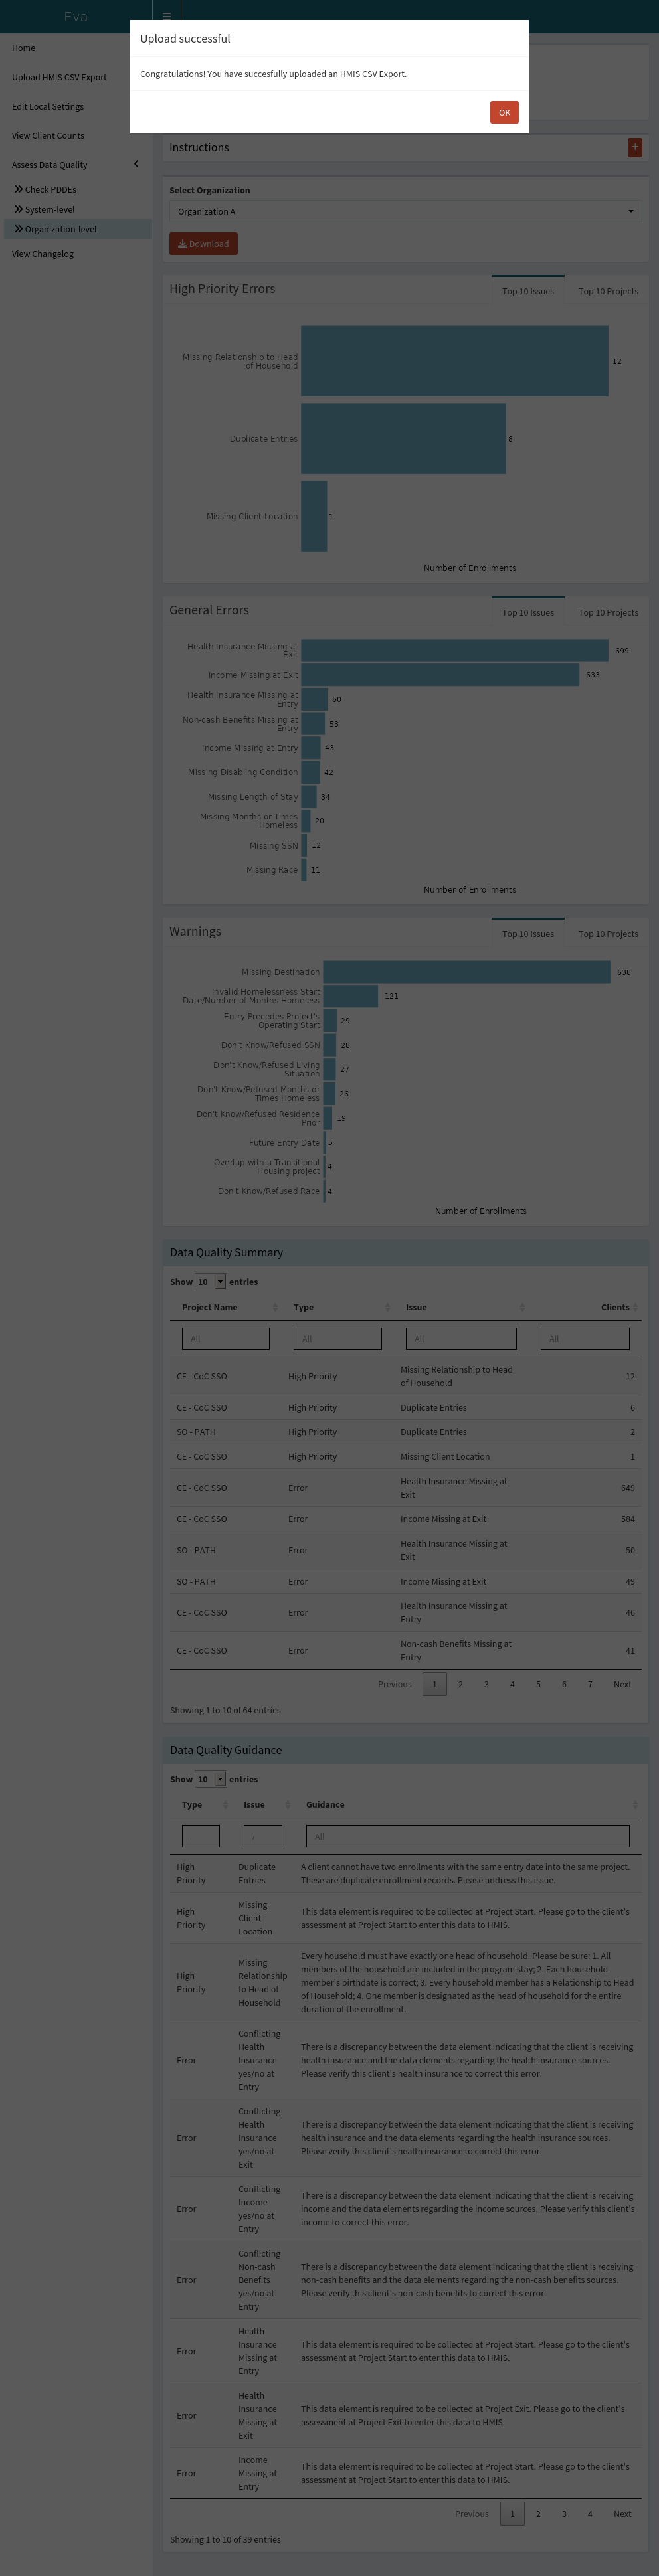 Eva
Upload successful
Congratulations! You have succesfully uploaded an HMIS CSV Export.
OK
Home
Upload HMIS CSV Export
Edit Local Settings
View Client Counts
Assess Data Quality
Check PDDEs
System-level
Organization-level
View Changelog
Instructions
Select Organization
Organization A
Download
High Priority Errors
Top 10 Issues
Top 10 Projects
Missing Relationship to Head
of Household
12
Duplicate Entries
8
Missing Client Location
1
Number of Enrollments
General Errors
Top 10 Issues
Top 10 Projects
Health Insurance Missing at
Exit
699
Income Missing at Exit
633
Health Insurance Missing at
Entry
60
Non-cash Benefits Missing at
Entry
53
Income Missing at Entry
43
Missing Disabling Condition
42
Missing Length of Stay
34
Missing Months or Times
Homeless
20
Missing SSN
12
Missing Race
11
Number of Enrollments
Warnings
Top 10 Issues
Top 10 Projects
Missing Destination
638
Invalid Homelessness Start
Date/Number of Months Homeless
121
Entry Precedes Project's
Operating Start
29
Don't Know/Refused SSN
28
Don't Know/Refused Living
Situation
27
Don't Know/Refused Months or
Times Homeless
26
Don't Know/Refused Residence
Prior
19
Future Entry Date
5
Overlap with a Transitional
Housing project
4
Don't Know/Refused Race
4
Number of Enrollments
Data Quality Summary
Show 10 entries
Project Name Type Issue Clients
All All All All
CE - CoC SSO High Priority Missing Relationship to Head
of Household 12
CE - CoC SSO High Priority Duplicate Entries 6
SO - PATH High Priority Duplicate Entries 2
CE - CoC SSO High Priority Missing Client Location 1
CE - CoC SSO Error Health Insurance Missing at
Exit 649
CE - CoC SSO Error Income Missing at Exit 584
SO - PATH Error Health Insurance Missing at
Exit 50
SO - PATH Error Income Missing at Exit 49
CE - CoC SSO Error Health Insurance Missing at
Entry 46
CE - CoC SSO Error Non-cash Benefits Missing at
Entry 41
Previous 1 2 3 4 5 6 7 Next
Showing 1 to 10 of 64 entries
Data Quality Guidance
Show 10 entries
Type Issue Guidance
All
High
Priority
Duplicate
Entries
A client cannot have two enrollments with the same entry date into the same project.
These are duplicate enrollment records. Please address this issue.
High
Priority
Missing
Client
Location
This data element is required to be collected at Project Start. Please go to the client's
assessment at Project Start to enter this data to HMIS.
High
Priority
Missing
Relationship
to Head of
Household
Every household must have exactly one head of household. Please be sure: 1. All
members of the household are included in the program stay; 2. Each household
member's birthdate is correct; 3. Every household member has a Relationship to Head
of Household; 4. One member is designated as the head of household for the entire
duration of the enrollment.
Error
Conflicting
Health
Insurance
yes/no at
Entry
There is a discrepancy between the data element indicating that the client is receiving
health insurance and the data elements regarding the health insurance sources.
Please verify this client's health insurance to correct this error.
Error
Conflicting
Health
Insurance
yes/no at
Exit
There is a discrepancy between the data element indicating that the client is receiving
health insurance and the data elements regarding the health insurance sources.
Please verify this client's health insurance to correct this error.
Error
Conflicting
Income
yes/no at
Entry
There is a discrepancy between the data element indicating that the client is receiving
income and the data elements regarding the income sources. Please verify this client's
income to correct this error.
Error
Conflicting
Non-cash
Benefits
yes/no at
Entry
There is a discrepancy between the data element indicating that the client is receiving
non-cash benefits and the data elements regarding the non-cash benefits sources.
Please verify this client's non-cash benefits to correct this error.
Error
Health
Insurance
Missing at
Entry
This data element is required to be collected at Project Start. Please go to the client's
assessment at Project Start to enter this data to HMIS.
Error
Health
Insurance
Missing at
Exit
This data element is required to be collected at Project Exit. Please go to the client's
assessment at Project Exit to enter this data to HMIS.
Error
Income
Missing at
Entry
This data element is required to be collected at Project Start. Please go to the client's
assessment at Project Start to enter this data to HMIS.
Previous 1 2 3 4 Next
Showing 1 to 10 of 39 entries